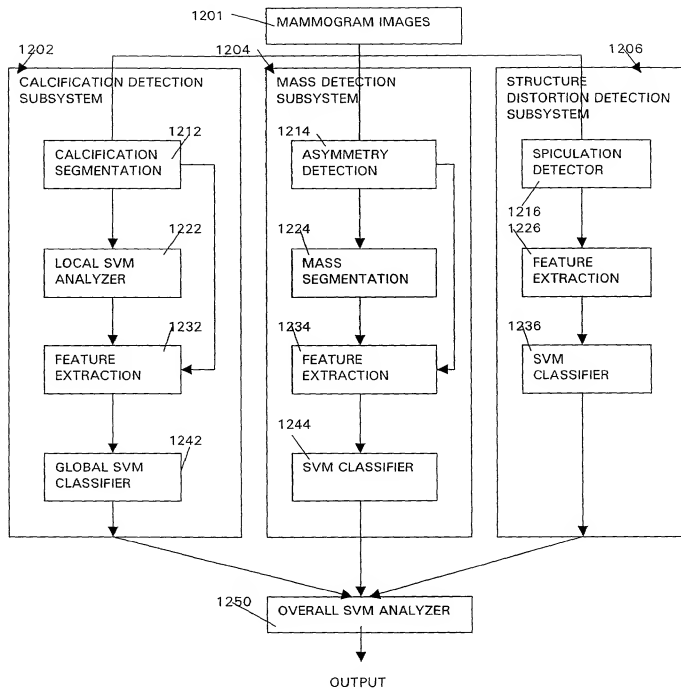 1201
MAMMOGRAM IMAGES
1202
CALCIFICATION DETECTION
SUBSYSTEM
1212
CALCIFICATION
SEGMENTATION
1222
LOCAL SVM
ANALYZER
1232
FEATURE
EXTRACTION
1242
GLOBAL SVM
CLASSIFIER
1204
MASS DETECTION
SUBSYSTEM
1214
ASYMMETRY
DETECTION
1224
MASS
SEGMENTATION
1234
FEATURE
EXTRACTION
1244
SVM CLASSIFIER
1206
STRUCTURE
DISTORTION DETECTION
SUBSYSTEM
SPICULATION
DETECTOR
1216
1226
FEATURE
EXTRACTION
1236
SVM
CLASSIFIER
1250
OVERALL SVM ANALYZER
OUTPUT